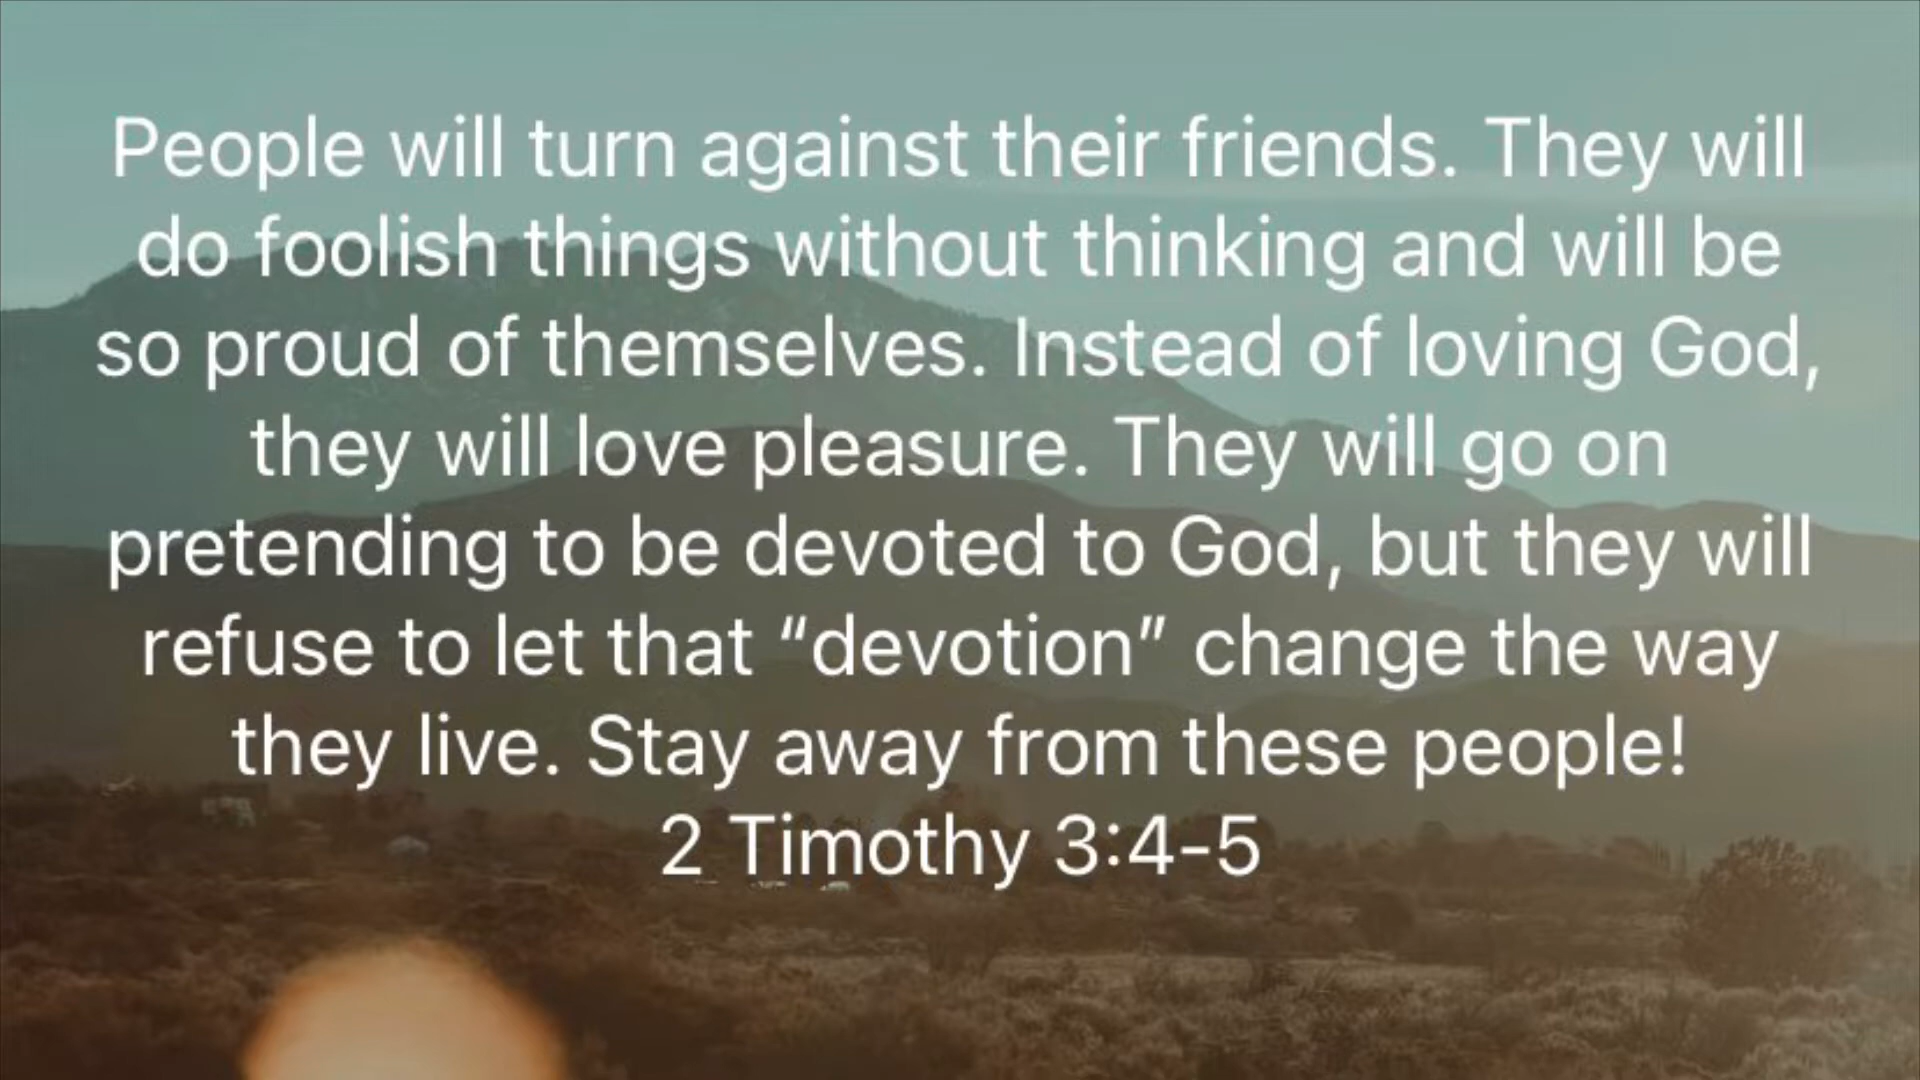 People will turn against their friends. They will
do foolish things without thinking and will be
so proud of themselves. Instead of loving God,
they will love pleasure. They will go on
pretending to be devoted to God, but they will
refuse to let that “devotion” change the way
they live. Stay away from these people!
2 Timothy 3:4-5